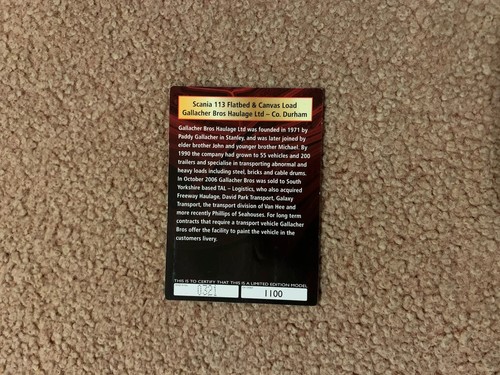 Scania 113 Flatbed & Canvas Load
Gallacher Bros Haulage Ltd – Co. Durham
Gallacher Bros Haulage Ltd was founded in 1971 by
Paddy Gallacher in Stanley, and was later joined by
elder brother John and younger brother Michael. By
1990 the company had grown to 55 vehicles and 200
trailers and specialise in transporting abnormal and
heavy loads including steel, bricks and cable drums.
In October 2006 Gallacher Bros was sold to South
Yorkshire based TAL – Logistics, who also acquired
Freeway Haulage, David Park Transport, Galaxy
Transport, the transport division of Van Hee and
more recently Phillips of Seahouses. For long term
contracts that require a transport vehicle Gallacher
Bros offer the facility to paint the vehicle in the
customers livery.
THIS IS TO CERTIFY THAT THIS IS A LIMITED EDITION MODEL
0321
1100